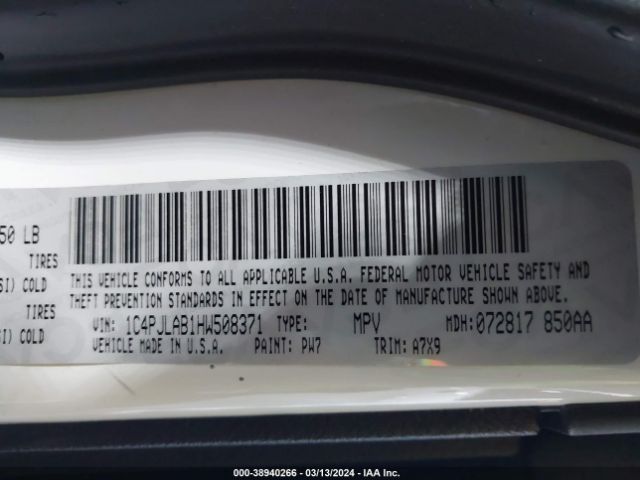 50 LB
TIRES
SI) COLD
TIRES
I) COLD
THIS VEHICLE CONFORMS TO ALL APPLICABLE U.S.A. FEDERAL MOTOR VEHICLE SAFETY AND
THEFT PREVENTION STANDARDS IN EFFECT ON THE DATE OF MANUFACTURE SHOWN ABOVE.
VIN: 1C4PJLAB1HW508371 TYPE: MPV MDH: 072817 850AA
VEHICLE MADE IN U.S.A. PAINT: PW7 TRIM: A7X9
000-38940266 - 03/13/2024 - IAA Inc.